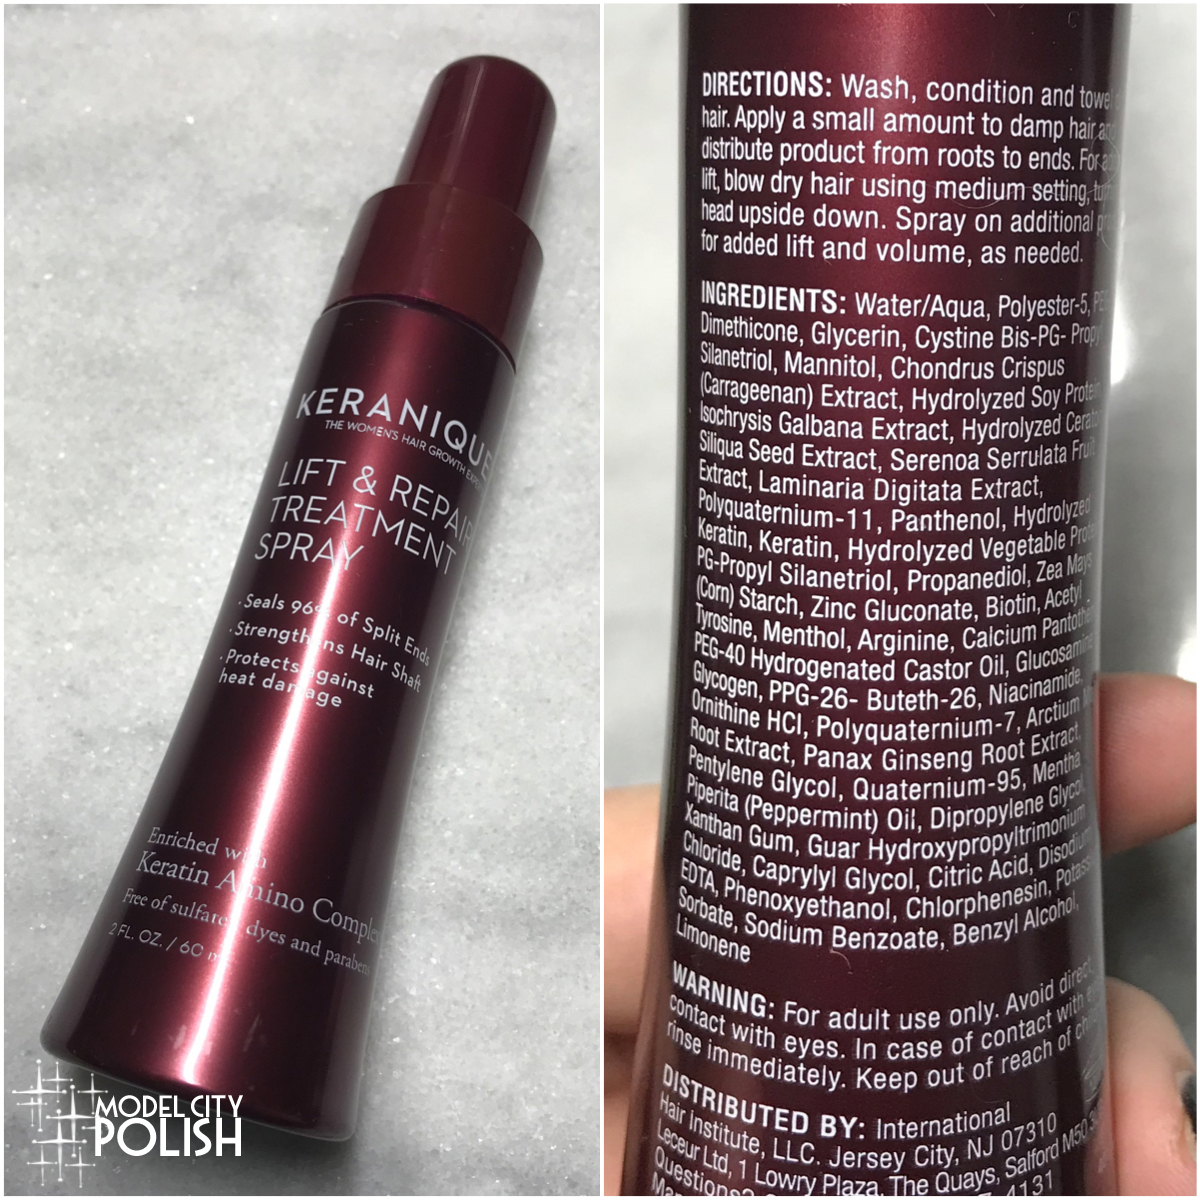 KERANIQUE
THE WOMEN'S HAIR GROWTH
LIFT & REPAIR
TREATMENT
SPRAY
·Seals 96% of Split Ends
·Strengthens Hair Shaft
·Protects against
heat damage
Enriched with
Keratin Amino Complex
Free of sulfates, dyes and parabens
2 FL. OZ. / 60
MODEL CITY
POLISH
DIRECTIONS: Wash, condition and towel
hair. Apply a small amount to damp hair and
distribute product from roots to ends. For
lift, blow dry hair using medium setting,
head upside down. Spray on additional
for added lift and volume, as needed.
INGREDIENTS: Water/Aqua, Polyester-5,
Dimethicone, Glycerin, Cystine Bis-PG- Propyl
Silanetriol, Mannitol, Chondrus Crispus
(Carrageenan) Extract, Hydrolyzed Soy Protein,
Isochrysis Galbana Extract, Hydrolyzed
Siliqua Seed Extract, Serenoa Serrulata Fruit
Extract, Laminaria Digitata Extract,
Polyquaternium-11, Panthenol, Hydrolyzed
Keratin, Keratin, Hydrolyzed Vegetable
PG-Propyl Silanetriol, Propanediol, Zea Mays
(Corn) Starch, Zinc Gluconate, Biotin, Acetyl
Tyrosine, Menthol, Arginine, Calcium
PEG-40 Hydrogenated Castor Oil, Glucosamine,
Glycogen, PPG-26- Buteth-26, Niacinamide,
Ornithine HCl, Polyquaternium-7, Arctium
Root Extract, Panax Ginseng Root Extract,
Pentylene Glycol, Quaternium-95, Mentha
Piperita (Peppermint) Oil, Dipropylene Glycol,
Xanthan Gum, Guar Hydroxypropyltrimonium
Chloride, Caprylyl Glycol, Citric Acid, Disodium
EDTA, Phenoxyethanol, Chlorphenesin,
Sorbate, Sodium Benzoate, Benzyl Alcohol,
Limonene
WARNING: For adult use only. Avoid direct
contact with eyes. In case of contact with
rinse immediately. Keep out of reach of
DISTRIBUTED BY: International
Hair Institute, LLC. Jersey City, NJ 07310
Leceur Ltd, 1 Lowry Plaza, The Quays, Salford M50
4131